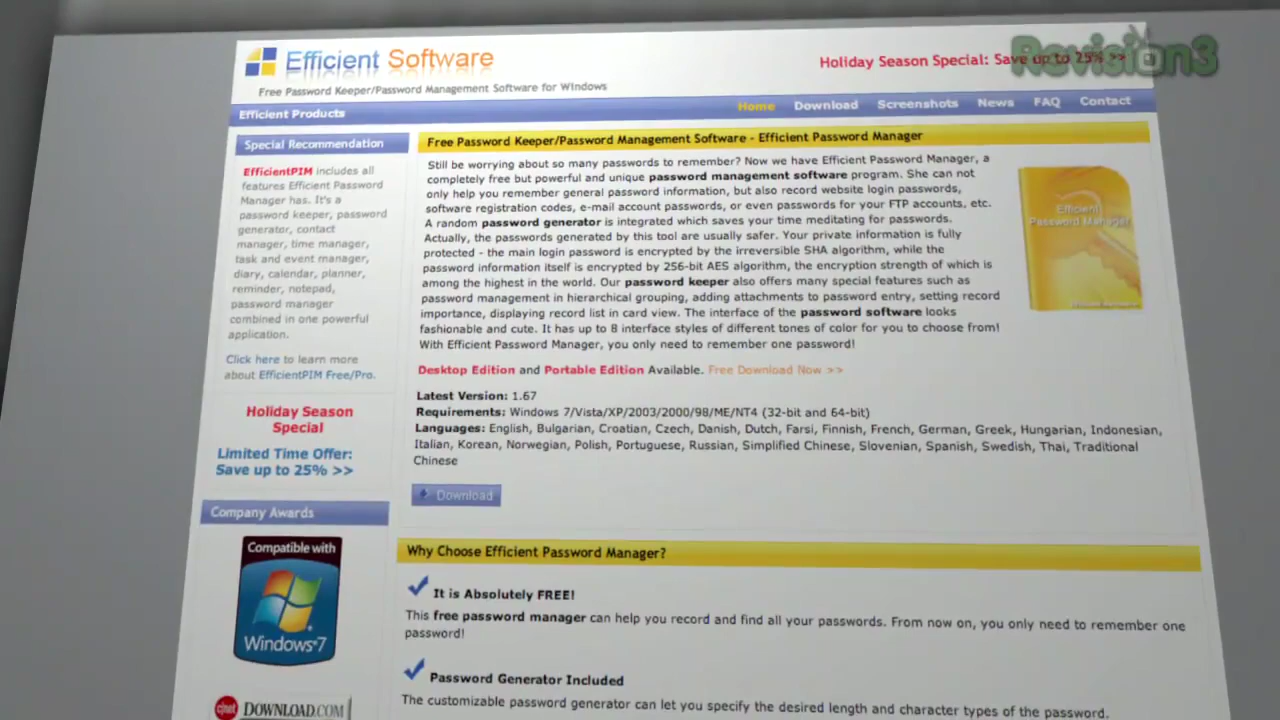 Efficient Software
Holiday Season Special: Save up to 25% >>
Revision3
Free Password Keeper/Password Management Software for Windows
Efficient Products
Home Download Screenshots News FAQ Contact
Special Recommendation
EfficientPIM includes all
features Efficient Password
Manager has. It's a
password keeper, password
generator, contact
manager, time manager,
task and event manager,
diary, calendar, planner,
reminder, notepad,
password manager
combined in one powerful
application.
Click here to learn more
about EfficientPIM Free/Pro.
Holiday Season
Special
Limited Time Offer:
Save up to 25% >>
Company Awards
Compatible with
Windows 7
c|net DOWNLOAD.COM
Free Password Keeper/Password Management Software - Efficient Password Manager
Still be worrying about so many passwords to remember? Now we have Efficient Password Manager, a
completely free but powerful and unique password management software program. She can not
only help you remember general password information, but also record website login passwords,
software registration codes, e-mail account passwords, or even passwords for your FTP accounts, etc.
A random password generator is integrated which saves your time meditating for passwords.
Actually, the passwords generated by this tool are usually safer. Your private information is fully
protected - the main login password is encrypted by the irreversible SHA algorithm, while the
password information itself is encrypted by 256-bit AES algorithm, the encryption strength of which is
among the highest in the world. Our password keeper also offers many special features such as
password management in hierarchical grouping, adding attachments to password entry, setting record
importance, displaying record list in card view. The interface of the password software looks
fashionable and cute. It has up to 8 interface styles of different tones of color for you to choose from!
With Efficient Password Manager, you only need to remember one password!
Efficient
Password Manager
Desktop Edition and Portable Edition Available. Free Download Now >>
Latest Version: 1.67
Requirements: Windows 7/Vista/XP/2003/2000/98/ME/NT4 (32-bit and 64-bit)
Languages: English, Bulgarian, Croatian, Czech, Danish, Dutch, Farsi, Finnish, French, German, Greek, Hungarian, Indonesian,
Italian, Korean, Norwegian, Polish, Portuguese, Russian, Simplified Chinese, Slovenian, Spanish, Swedish, Thai, Traditional
Chinese
Download
Why Choose Efficient Password Manager?
It is Absolutely FREE!
This free password manager can help you record and find all your passwords. From now on, you only need to remember one
password!
Password Generator Included
The customizable password generator can let you specify the desired length and character types of the password.